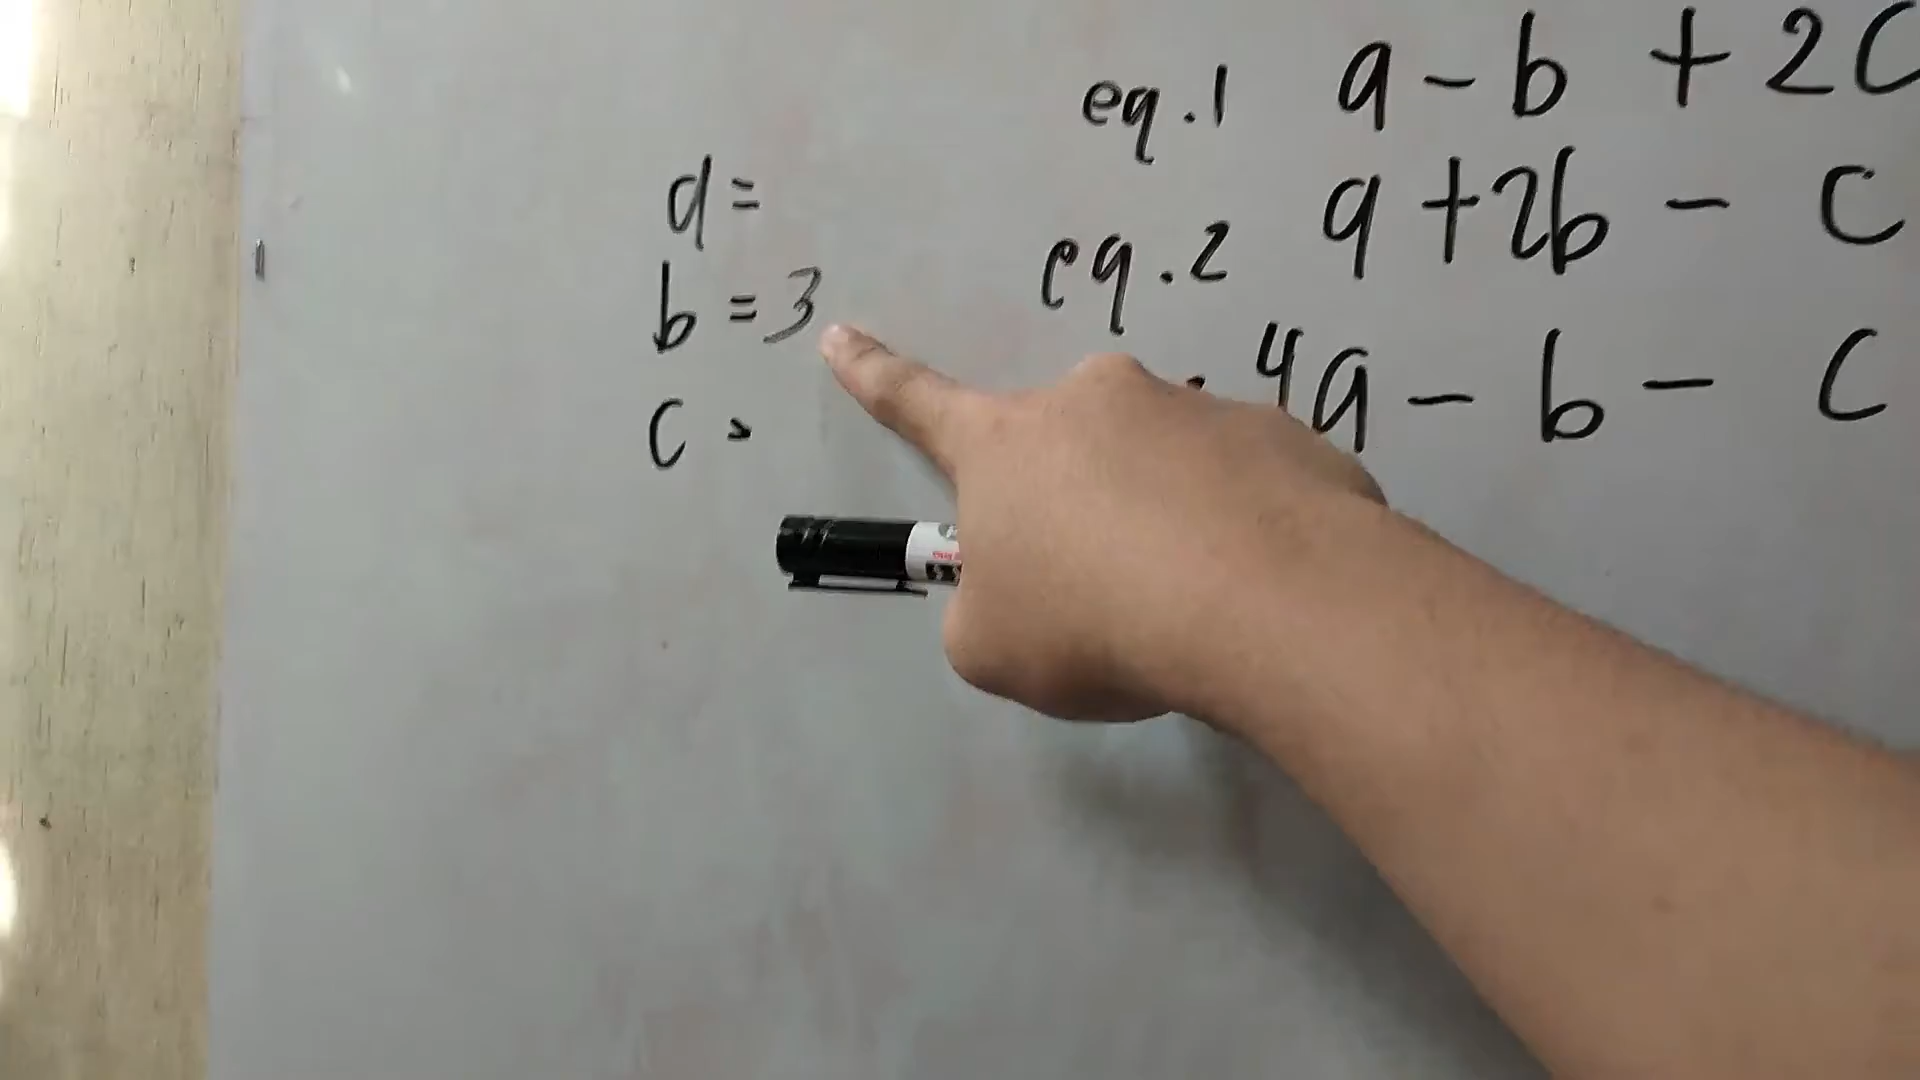 eq.1 a - b + 2C
eq.2 a + 2b - c
4a - b - c
a =
b = 3
c =